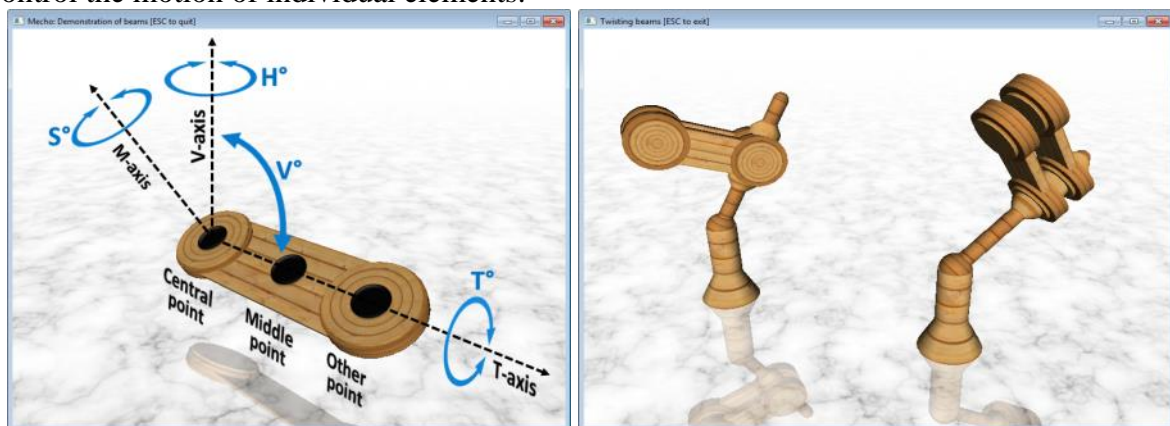 ontrol the motion of individual elements.
Mecho: Demonstration of beams [ESC to quit]
Twisting beams [ESC to exit]
H°
S°
V-axis
M-axis
V°
Central
point
Middle
point
Other
point
T°
T-axis